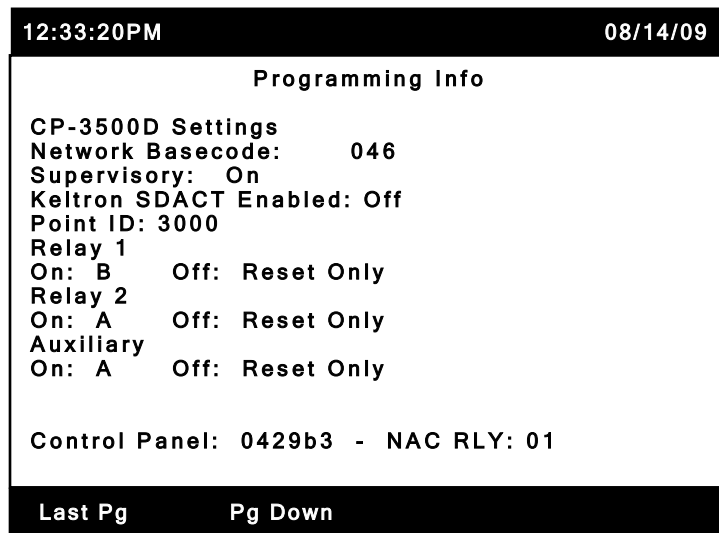 12:33:20PM 08/14/09
Programming Info
CP-3500D Settings
Network Basecode: 046
Supervisory: On
Keltron SDACT Enabled: Off
Point ID: 3000
Relay 1
On: B Off: Reset Only
Relay 2
On: A Off: Reset Only
Auxiliary
On: A Off: Reset Only
Control Panel: 0429b3 - NAC RLY: 01
Last Pg Pg Down